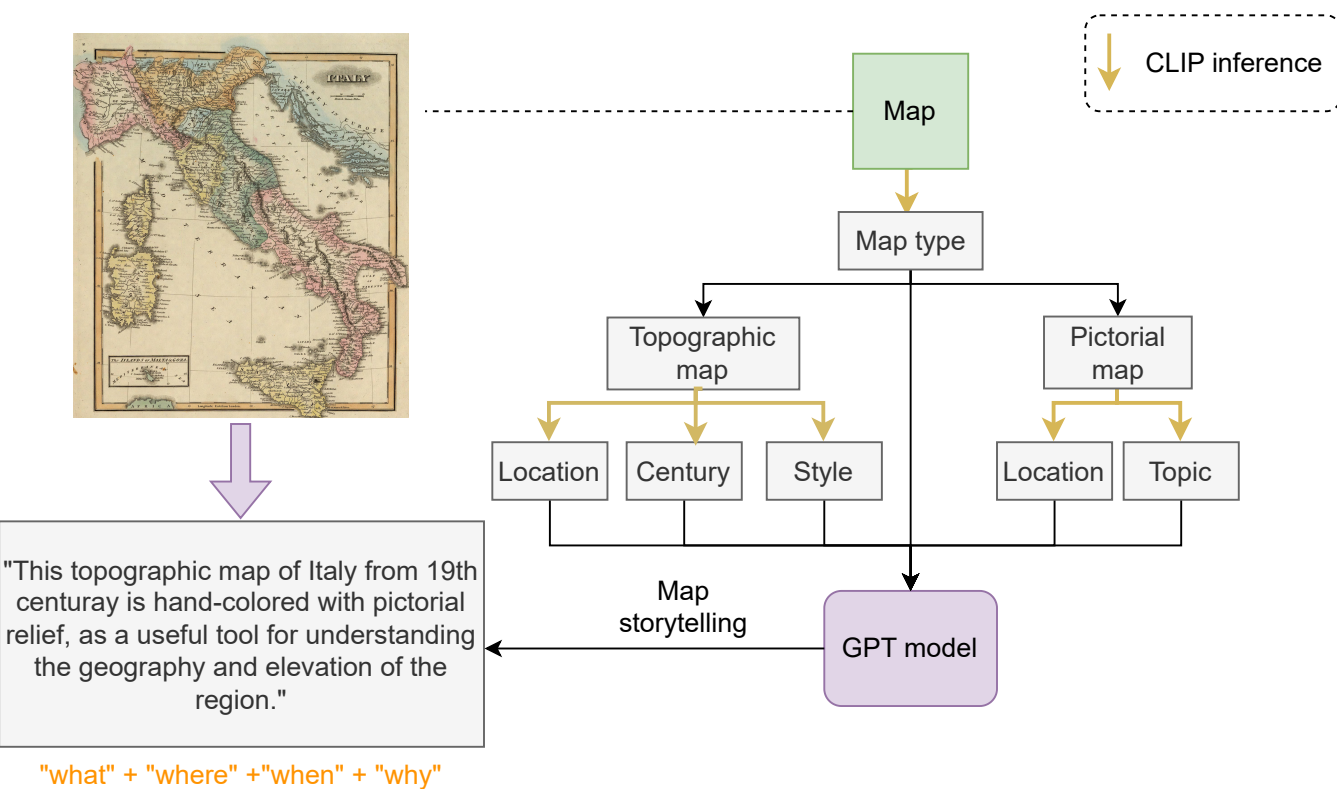 CLIP inference
ITALY
Map
Map type
Topographic
map
Pictorial
map
Location
Century
Style
Location
Topic
"This topographic map of Italy from 19th
centuray is hand-colored with pictorial
relief, as a useful tool for understanding
the geography and elevation of the
region."
Map
storytelling
GPT model
"what" + "where" +"when" + "why"